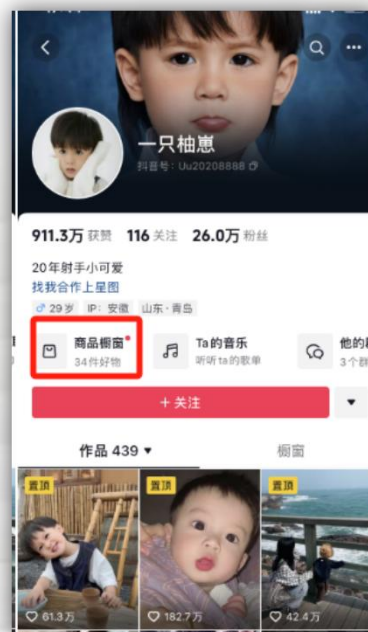 一只柚崽
抖音号：Uu20208888
911.3万 获赞 116 关注 26.0万 粉丝
20年射手小可爱
找我合作上星图
♂ 29岁 IP：安徽 山东·青岛
商品橱窗 Ta的音乐 他的
34件好物 听听ta的歌单 3个群
+ 关注
作品 439 ▼ 橱窗
置顶 置顶 置顶
61.3万 182.7万 42.4万